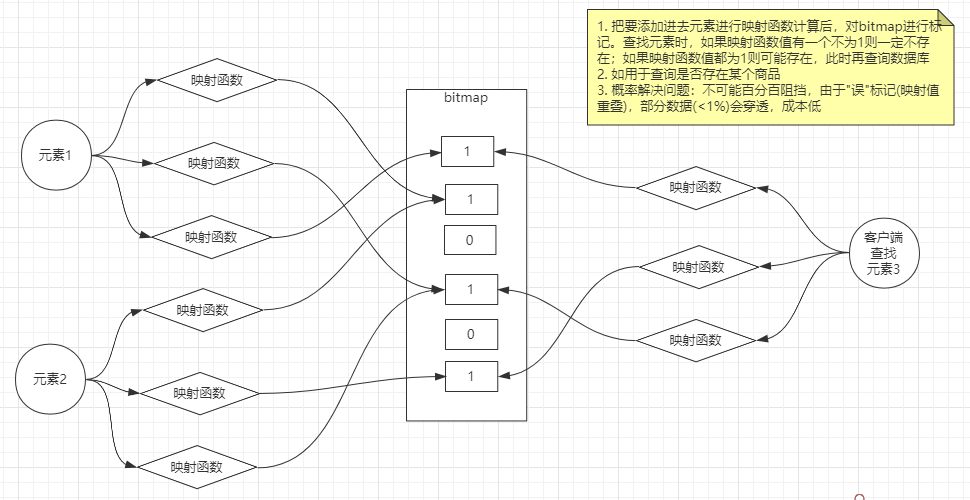 1. 把要添加进去元素进行映射函数计算后，对bitmap进行标
记。查找元素时，如果映射函数值有一个不为1则一定不存
在；如果映射函数值都为1则可能存在，此时再查询数据库
2. 如用于查询是否存在某个商品
3. 概率解决问题：不可能百分百阻挡，由于"误"标记(映射值
重叠)，部分数据(<1%)会穿透，成本低
bitmap
元素1
映射函数
映射函数
映射函数
元素2
映射函数
映射函数
映射函数
1
1
0
1
0
1
映射函数
映射函数
映射函数
客户端
查找
元素3